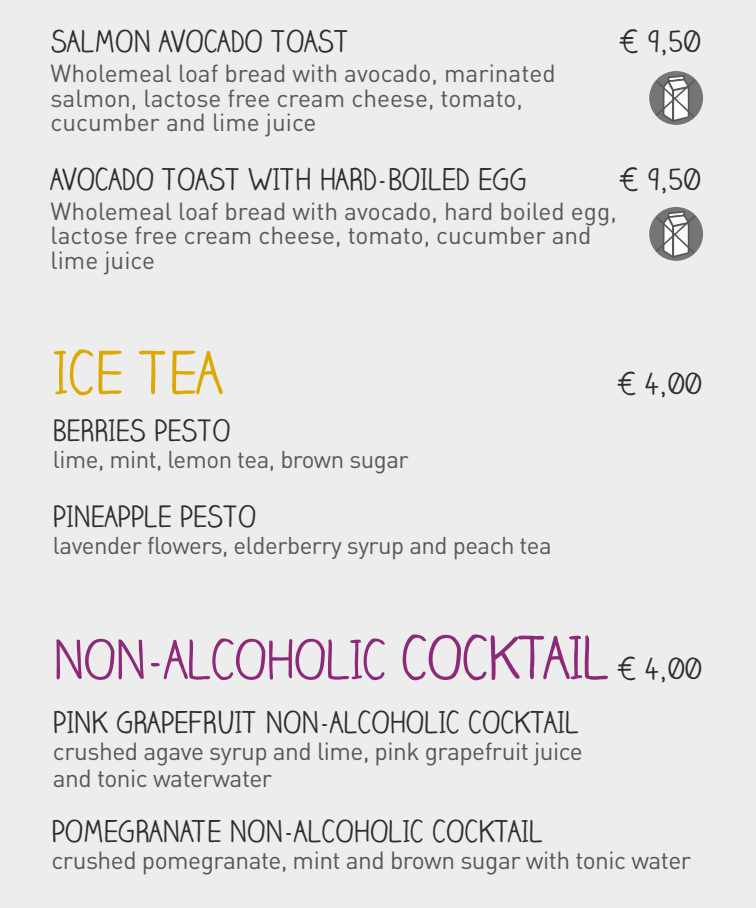 SALMON AVOCADO TOAST € 9,50
Wholemeal loaf bread with avocado, marinated
salmon, lactose free cream cheese, tomato,
cucumber and lime juice
AVOCADO TOAST WITH HARD-BOILED EGG € 9,50
Wholemeal loaf bread with avocado, hard boiled egg,
lactose free cream cheese, tomato, cucumber and
lime juice
ICE TEA € 4,00
BERRIES PESTO
lime, mint, lemon tea, brown sugar
PINEAPPLE PESTO
lavender flowers, elderberry syrup and peach tea
NON-ALCOHOLIC COCKTAIL € 4,00
PINK GRAPEFRUIT NON-ALCOHOLIC COCKTAIL
crushed agave syrup and lime, pink grapefruit juice
and tonic waterwater
POMEGRANATE NON-ALCOHOLIC COCKTAIL
crushed pomegranate, mint and brown sugar with tonic water